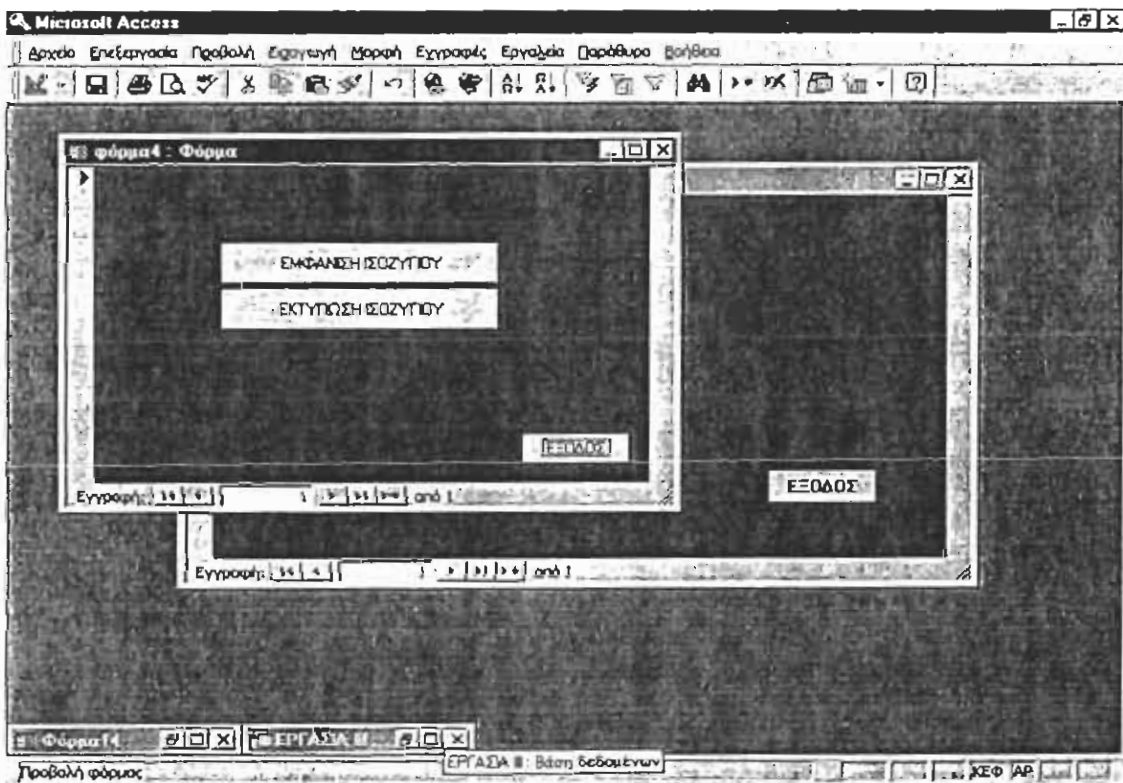 Microsoft Access
Αρχείο Επεξεργασία Προβολή Εισαγωγή Μορφή Εγγραφές Εργαλεία Παράθυρο Βοήθεια
φόρμα4 : Φόρμα
ΕΜΦΑΝΙΣΗ ΙΣΟΖΥΓΙΟΥ
ΕΚΤΥΠΩΣΗ ΙΣΟΖΥΓΙΟΥ
ΕΞΟΔΟΣ
Εγγραφή: 1 από 1
ΕΞΟΔΟΣ
Εγγραφή: 1 από 1
Φόρμα14
ΕΡΓΑΣΙΑ
ΕΡΓΑΣΙΑ III : Βάση δεδομένων
Προβολή φόρμας
ΚΕΦ ΑΡ